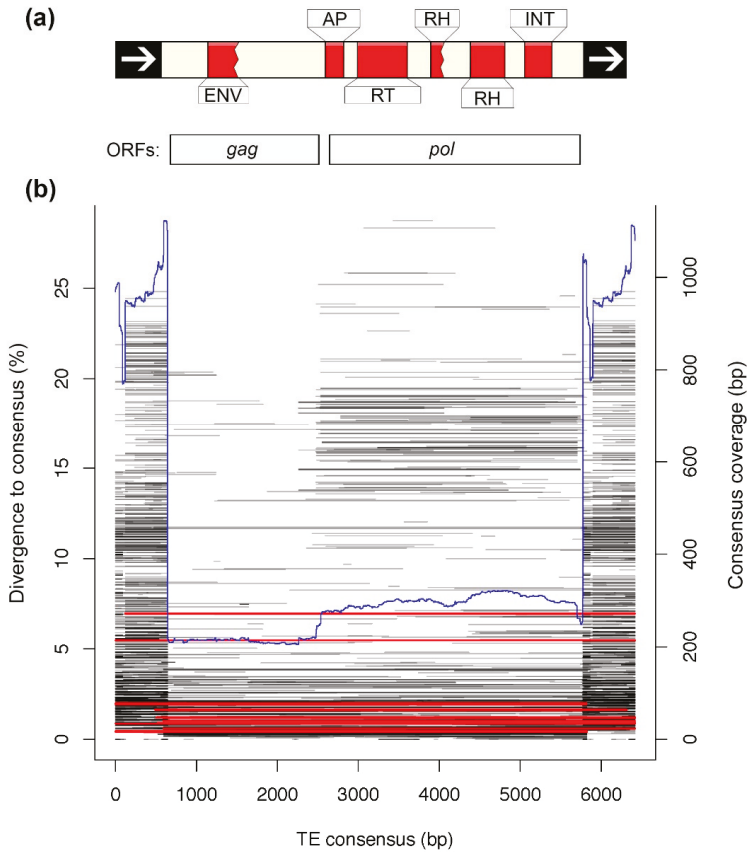 (a)
AP RH INT
ENV RT RH
ORFs: gag pol
(b)
Divergence to consensus (%)
25
20
15
10
5
0
Consensus coverage (bp)
1000
800
600
400
200
0
0 1000 2000 3000 4000 5000 6000
TE consensus (bp)